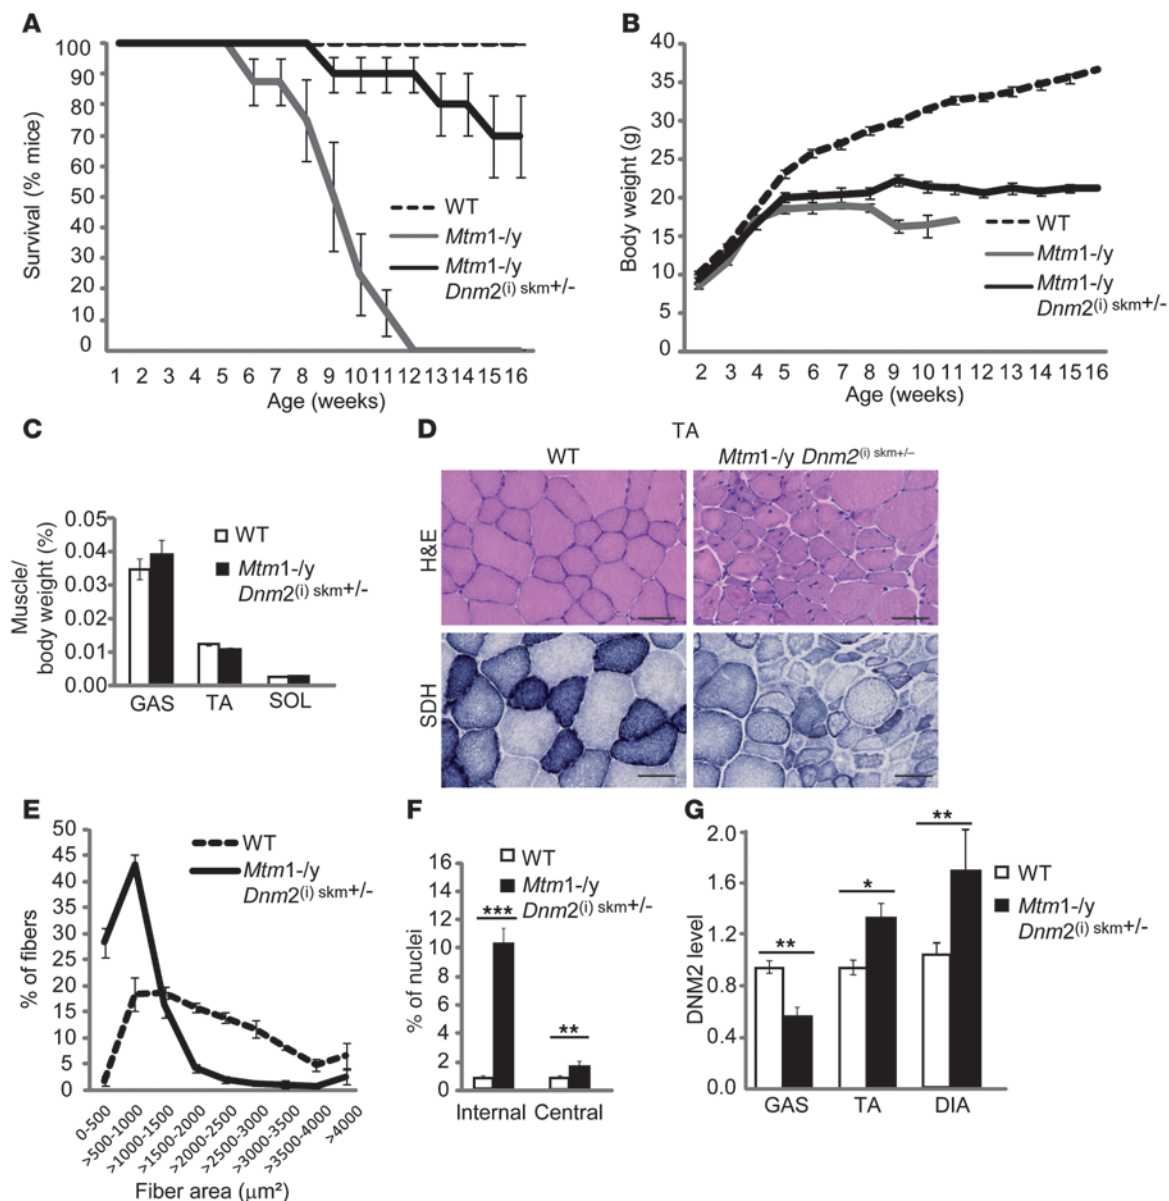 A
Survival (% mice)
100
90
80
70
60
50
40
30
20
10
0
WT
Mtm1-/y
Mtm1-/y
Dnm2(i) skm+/-
1 2 3 4 5 6 7 8 9 10 11 12 13 14 15 16
Age (weeks)
B
Body weight (g)
40
35
30
25
20
15
10
5
0
WT
Mtm1-/y
Mtm1-/y
Dnm2(i) skm+/-
2 3 4 5 6 7 8 9 10 11 12 13 14 15 16
Age (weeks)
C
Muscle/
body weight (%)
0.05
0.04
0.03
0.02
0.01
0.00
WT
Mtm1-/y
Dnm2(i) skm+/-
GAS TA SOL
D
TA
WT Mtm1-/y Dnm2(i) skm+/–
H&E
SDH
E
% of fibers
50
45
40
35
30
25
20
15
10
5
0
WT
Mtm1-/y
Dnm2(i) skm+/-
0-500
>500-1000
>1000-1500
>1500-2000
>2000-2500
>2500-3000
>3000-3500
>3500-4000
>4000
Fiber area (μm²)
F
% of nuclei
16
14
12
10
8
6
4
2
0
WT
Mtm1-/y
Dnm2(i) skm+/-
***
**
Internal Central
G
DNM2 level
2.0
1.6
1.2
0.8
0.4
0.0
**
*
**
WT
Mtm1-/y
Dnm2(i) skm+/-
GAS TA DIA